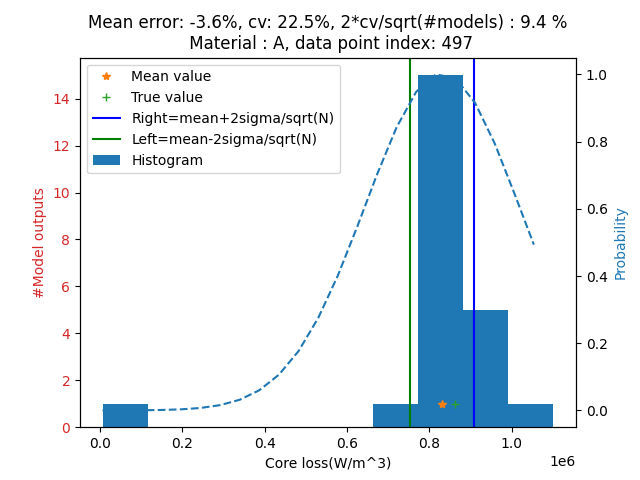 Mean error: -3.6%, cv: 22.5%, 2*cv/sqrt(#models) : 9.4 %
Material : A, data point index: 497
Mean value
True value
Right=mean+2sigma/sqrt(N)
Left=mean-2sigma/sqrt(N)
Histogram
#Model outputs
14
12
10
8
6
4
2
0
1.0
0.8
0.6
0.4
0.2
0.0
Probability
0.0 0.2 0.4 0.6 0.8 1.0
1e6
Core loss(W/m^3)